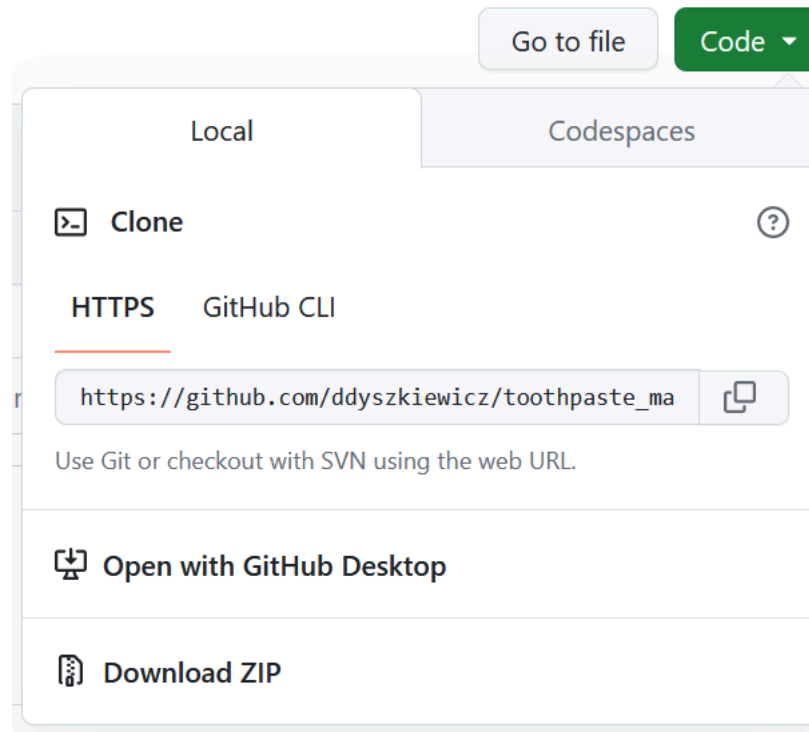 Go to file Code
Local Codespaces
Clone
HTTPS GitHub CLI
https://github.com/ddyszkiewicz/toothpaste_ma
Use Git or checkout with SVN using the web URL.
Open with GitHub Desktop
Download ZIP